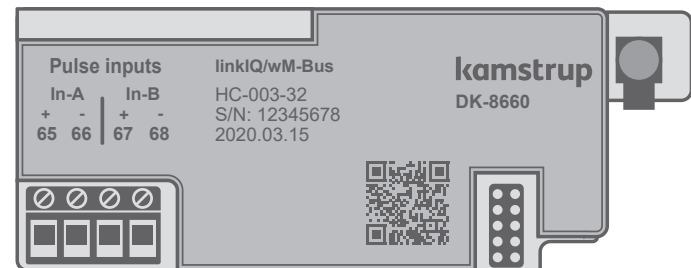 Pulse inputs
In-A In-B
+ - + -
65 66 67 68
linkIQ/wM-Bus
HC-003-32
S/N: 12345678
2020.03.15
kamstrup
DK-8660